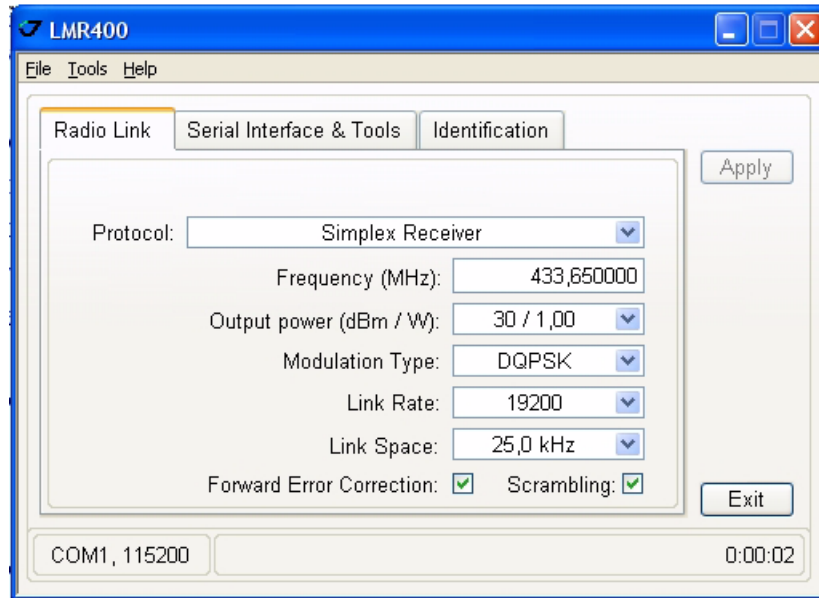 LMR400
File Tools Help
Radio Link Serial Interface & Tools Identification
Apply
Protocol: Simplex Receiver
Frequency (MHz): 433,650000
Output power (dBm / W): 30 / 1,00
Modulation Type: DQPSK
Link Rate: 19200
Link Space: 25,0 kHz
Forward Error Correction: Scrambling:
Exit
COM1, 115200 0:00:02